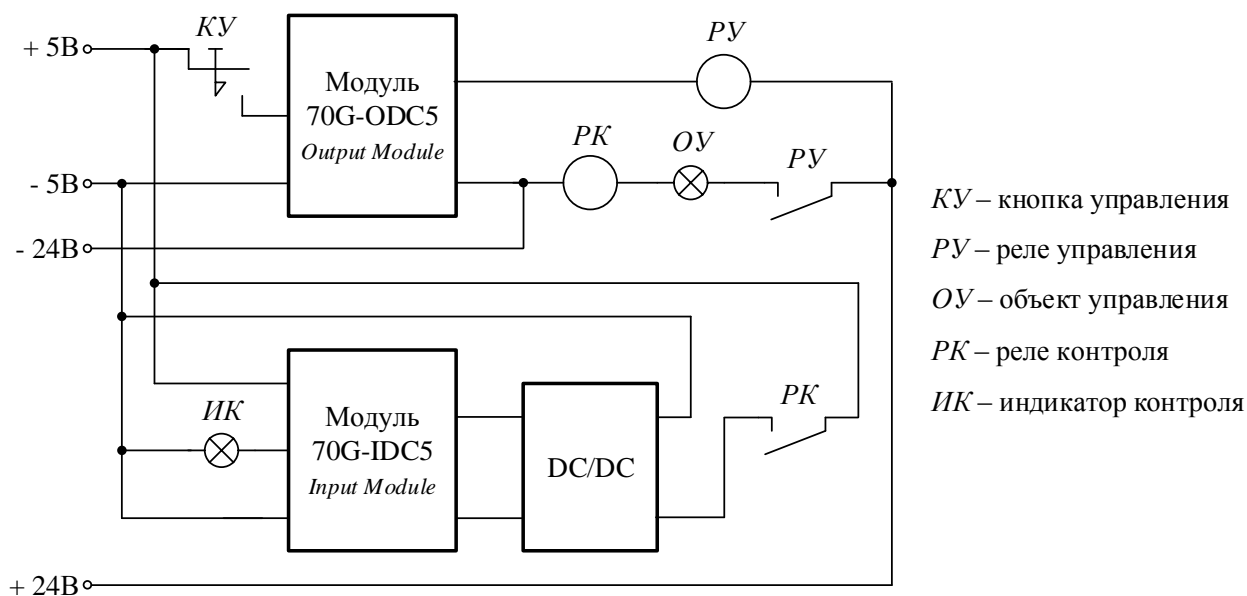 КУ
РУ
+ 5В
Модуль
70G-ODC5
Output Module
РК
ОУ
РУ
- 5В
- 24В
КУ – кнопка управления
РУ – реле управления
ОУ – объект управления
РК – реле контроля
ИК – индикатор контроля
ИК
Модуль
70G-IDC5
Input Module
DC/DC
РК
+ 24В